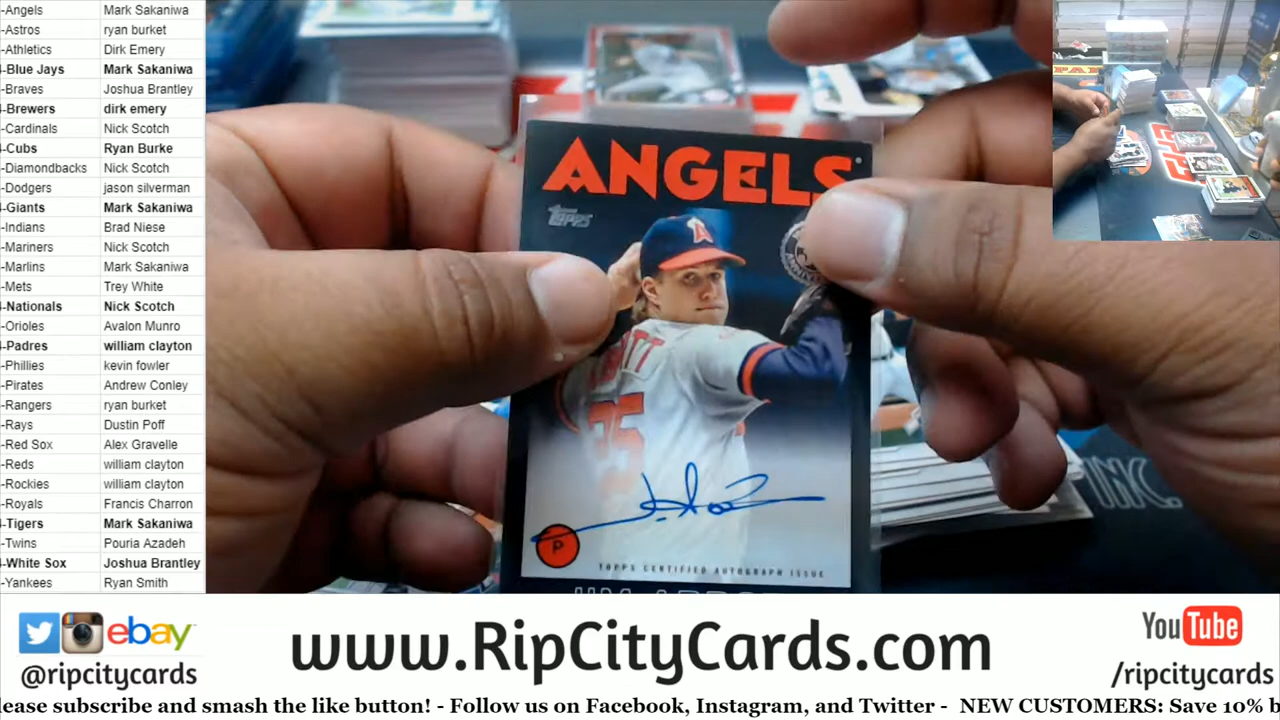 -Angels Mark Sakaniwa
-Astros ryan burket
-Athletics Dirk Emery
-Blue Jays Mark Sakaniwa
-Braves Joshua Brantley
-Brewers dirk emery
-Cardinals Nick Scotch
-Cubs Ryan Burke
-Diamondbacks Nick Scotch
-Dodgers jason silverman
-Giants Mark Sakaniwa
-Indians Brad Niese
-Mariners Nick Scotch
-Marlins Mark Sakaniwa
-Mets Trey White
-Nationals Nick Scotch
-Orioles Avalon Munro
-Padres william clayton
-Phillies kevin fowler
-Pirates Andrew Conley
-Rangers ryan burket
-Rays Dustin Poff
-Red Sox Alex Gravelle
-Reds william clayton
-Rockies william clayton
-Royals Francis Charron
-Tigers Mark Sakaniwa
-Twins Pouria Azadeh
-White Sox Joshua Brantley
-Yankees Ryan Smith
ANGELS
TOPPS
25
P
TOPPS CERTIFIED AUTOGRAPH ISSUE
INC.
ebay
@ripcitycards
www.RipCityCards.com
YouTube
/ripcitycards
lease subscribe and smash the like button! - Follow us on Facebook, Instagram, and Twitter - NEW CUSTOMERS: Save 10% b